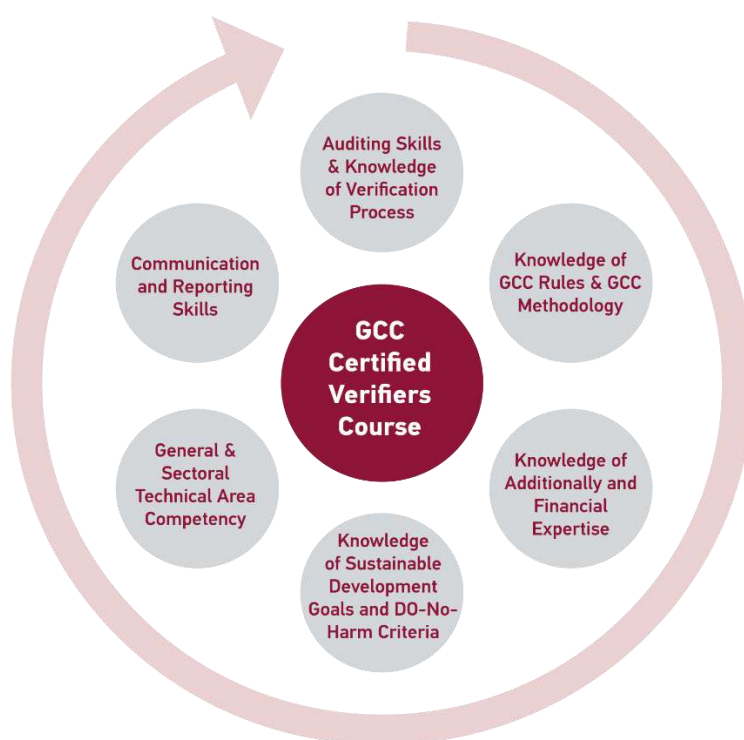 Auditing Skills
& Knowledge
of Verification
Process
Communication
and Reporting
Skills
Knowledge of
GCC Rules & GCC
Methodology
GCC
Certified
Verifiers
Course
General &
Sectoral
Technical Area
Competency
Knowledge of
Additionally and
Financial
Expertise
Knowledge
of Sustainable
Development
Goals and DO-No-
Harm Criteria